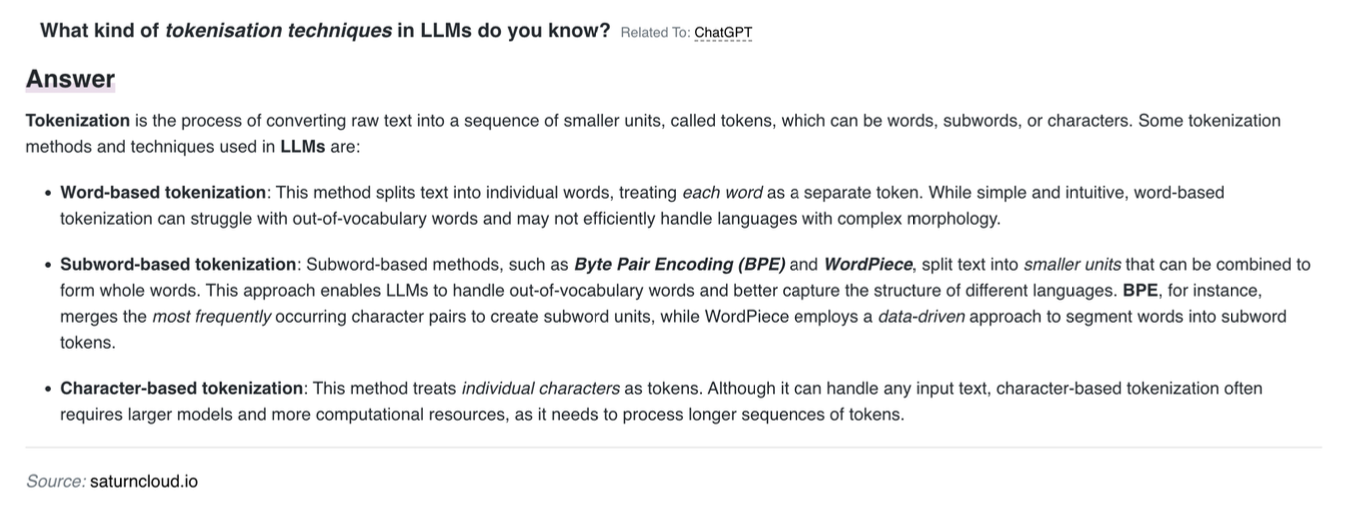 What kind of tokenisation techniques in LLMs do you know? Related To: ChatGPT
Answer
Tokenization is the process of converting raw text into a sequence of smaller units, called tokens, which can be words, subwords, or characters. Some tokenization
methods and techniques used in LLMs are:
• Word-based tokenization: This method splits text into individual words, treating each word as a separate token. While simple and intuitive, word-based
tokenization can struggle with out-of-vocabulary words and may not efficiently handle languages with complex morphology.
• Subword-based tokenization: Subword-based methods, such as Byte Pair Encoding (BPE) and WordPiece, split text into smaller units that can be combined to
form whole words. This approach enables LLMs to handle out-of-vocabulary words and better capture the structure of different languages. BPE, for instance,
merges the most frequently occurring character pairs to create subword units, while WordPiece employs a data-driven approach to segment words into subword
tokens.
• Character-based tokenization: This method treats individual characters as tokens. Although it can handle any input text, character-based tokenization often
requires larger models and more computational resources, as it needs to process longer sequences of tokens.
Source: saturncloud.io